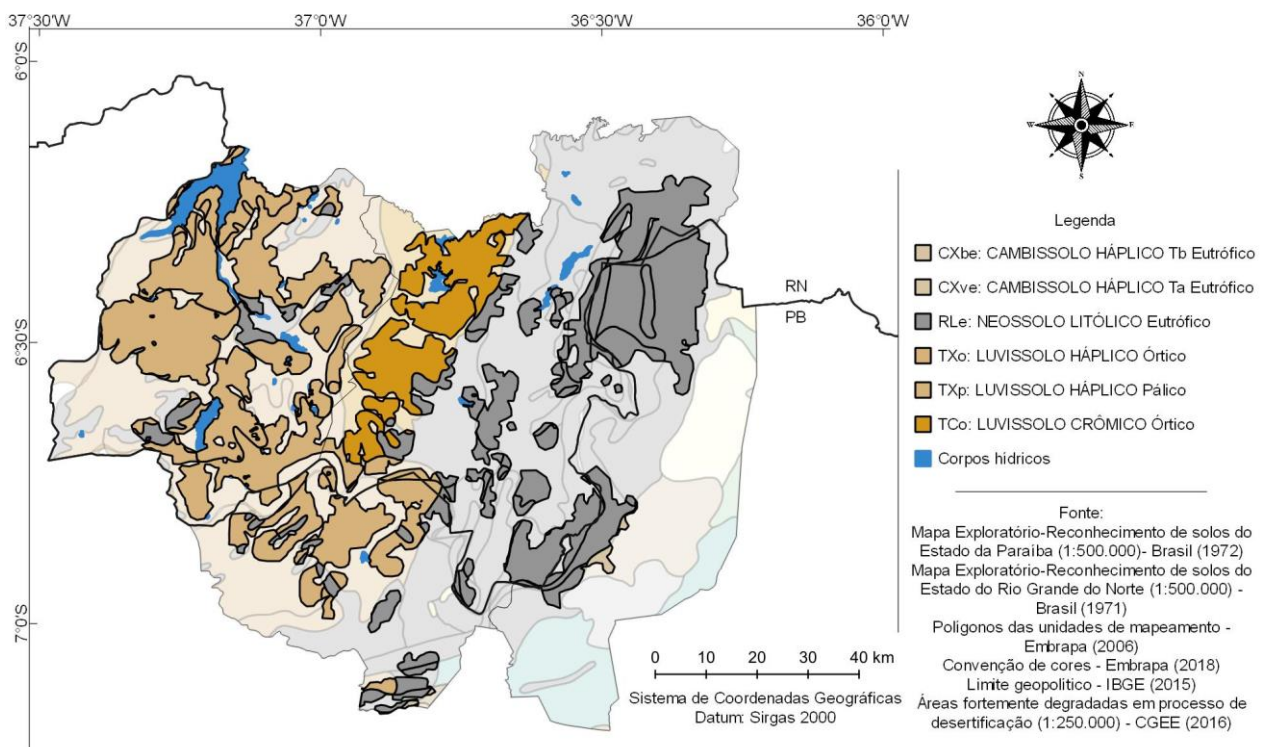 37°30'W
37°0'W
36°30'W
36°0'W
6°0'S
6°30'S
7°0'S
RN
PB
N
W
E
S
Legenda
CXbe: CAMBISSOLO HÁPLICO Tb Eutrófico
CXve: CAMBISSOLO HÁPLICO Ta Eutrófico
RLe: NEOSSOLO LITÓLICO Eutrófico
TXo: LUVISSOLO HÁPLICO Órtico
TXp: LUVISSOLO HÁPLICO Pálico
TCo: LUVISSOLO CRÔMICO Órtico
Corpos hídricos
Fonte:
Mapa Exploratório-Reconhecimento de solos do
Estado da Paraíba (1:500.000)- Brasil (1972)
Mapa Exploratório-Reconhecimento de solos do
Estado do Rio Grande do Norte (1:500.000) -
Brasil (1971)
Poligonos das unidades de mapeamento -
Embrapa (2006)
Convenção de cores - Embrapa (2018)
Limite geopolitico - IBGE (2015)
Áreas fortemente degradadas em processo de
desertificação (1:250.000) - CGEE (2016)
0 10 20 30 40 km
Sistema de Coordenadas Geográficas
Datum: Sirgas 2000